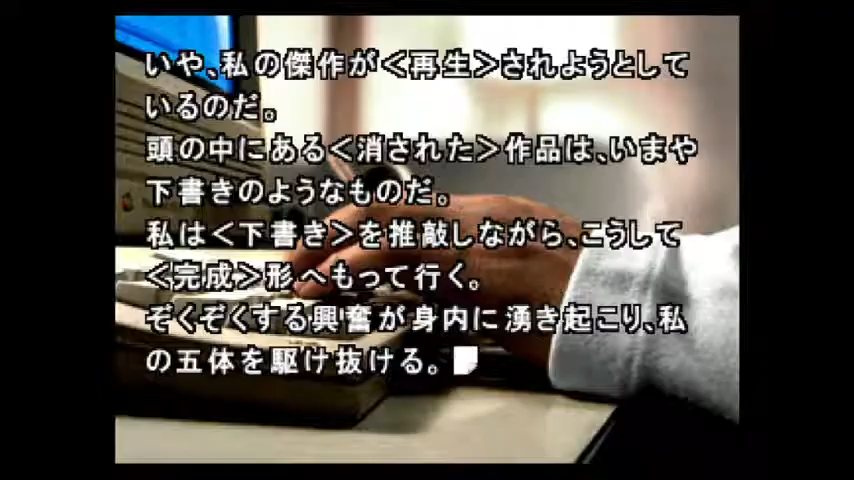 いや、私の傑作が＜再生＞されようとして
いるのだ。
頭の中にある＜消された＞作品は、いまや
下書きのようなものだ。
私は＜下書き＞を推敲しながら、こうして
＜完成＞形へもって行く。
ぞくぞくする興奮が身内に湧き起こり、私
の五体を駆け抜ける。